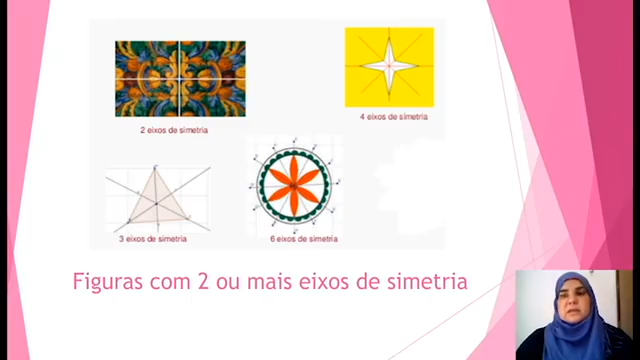 2 eixos de simetria
4 eixos de simetria
3 eixos de simetria
6 eixos de simetria
Figuras com 2 ou mais eixos de simetria